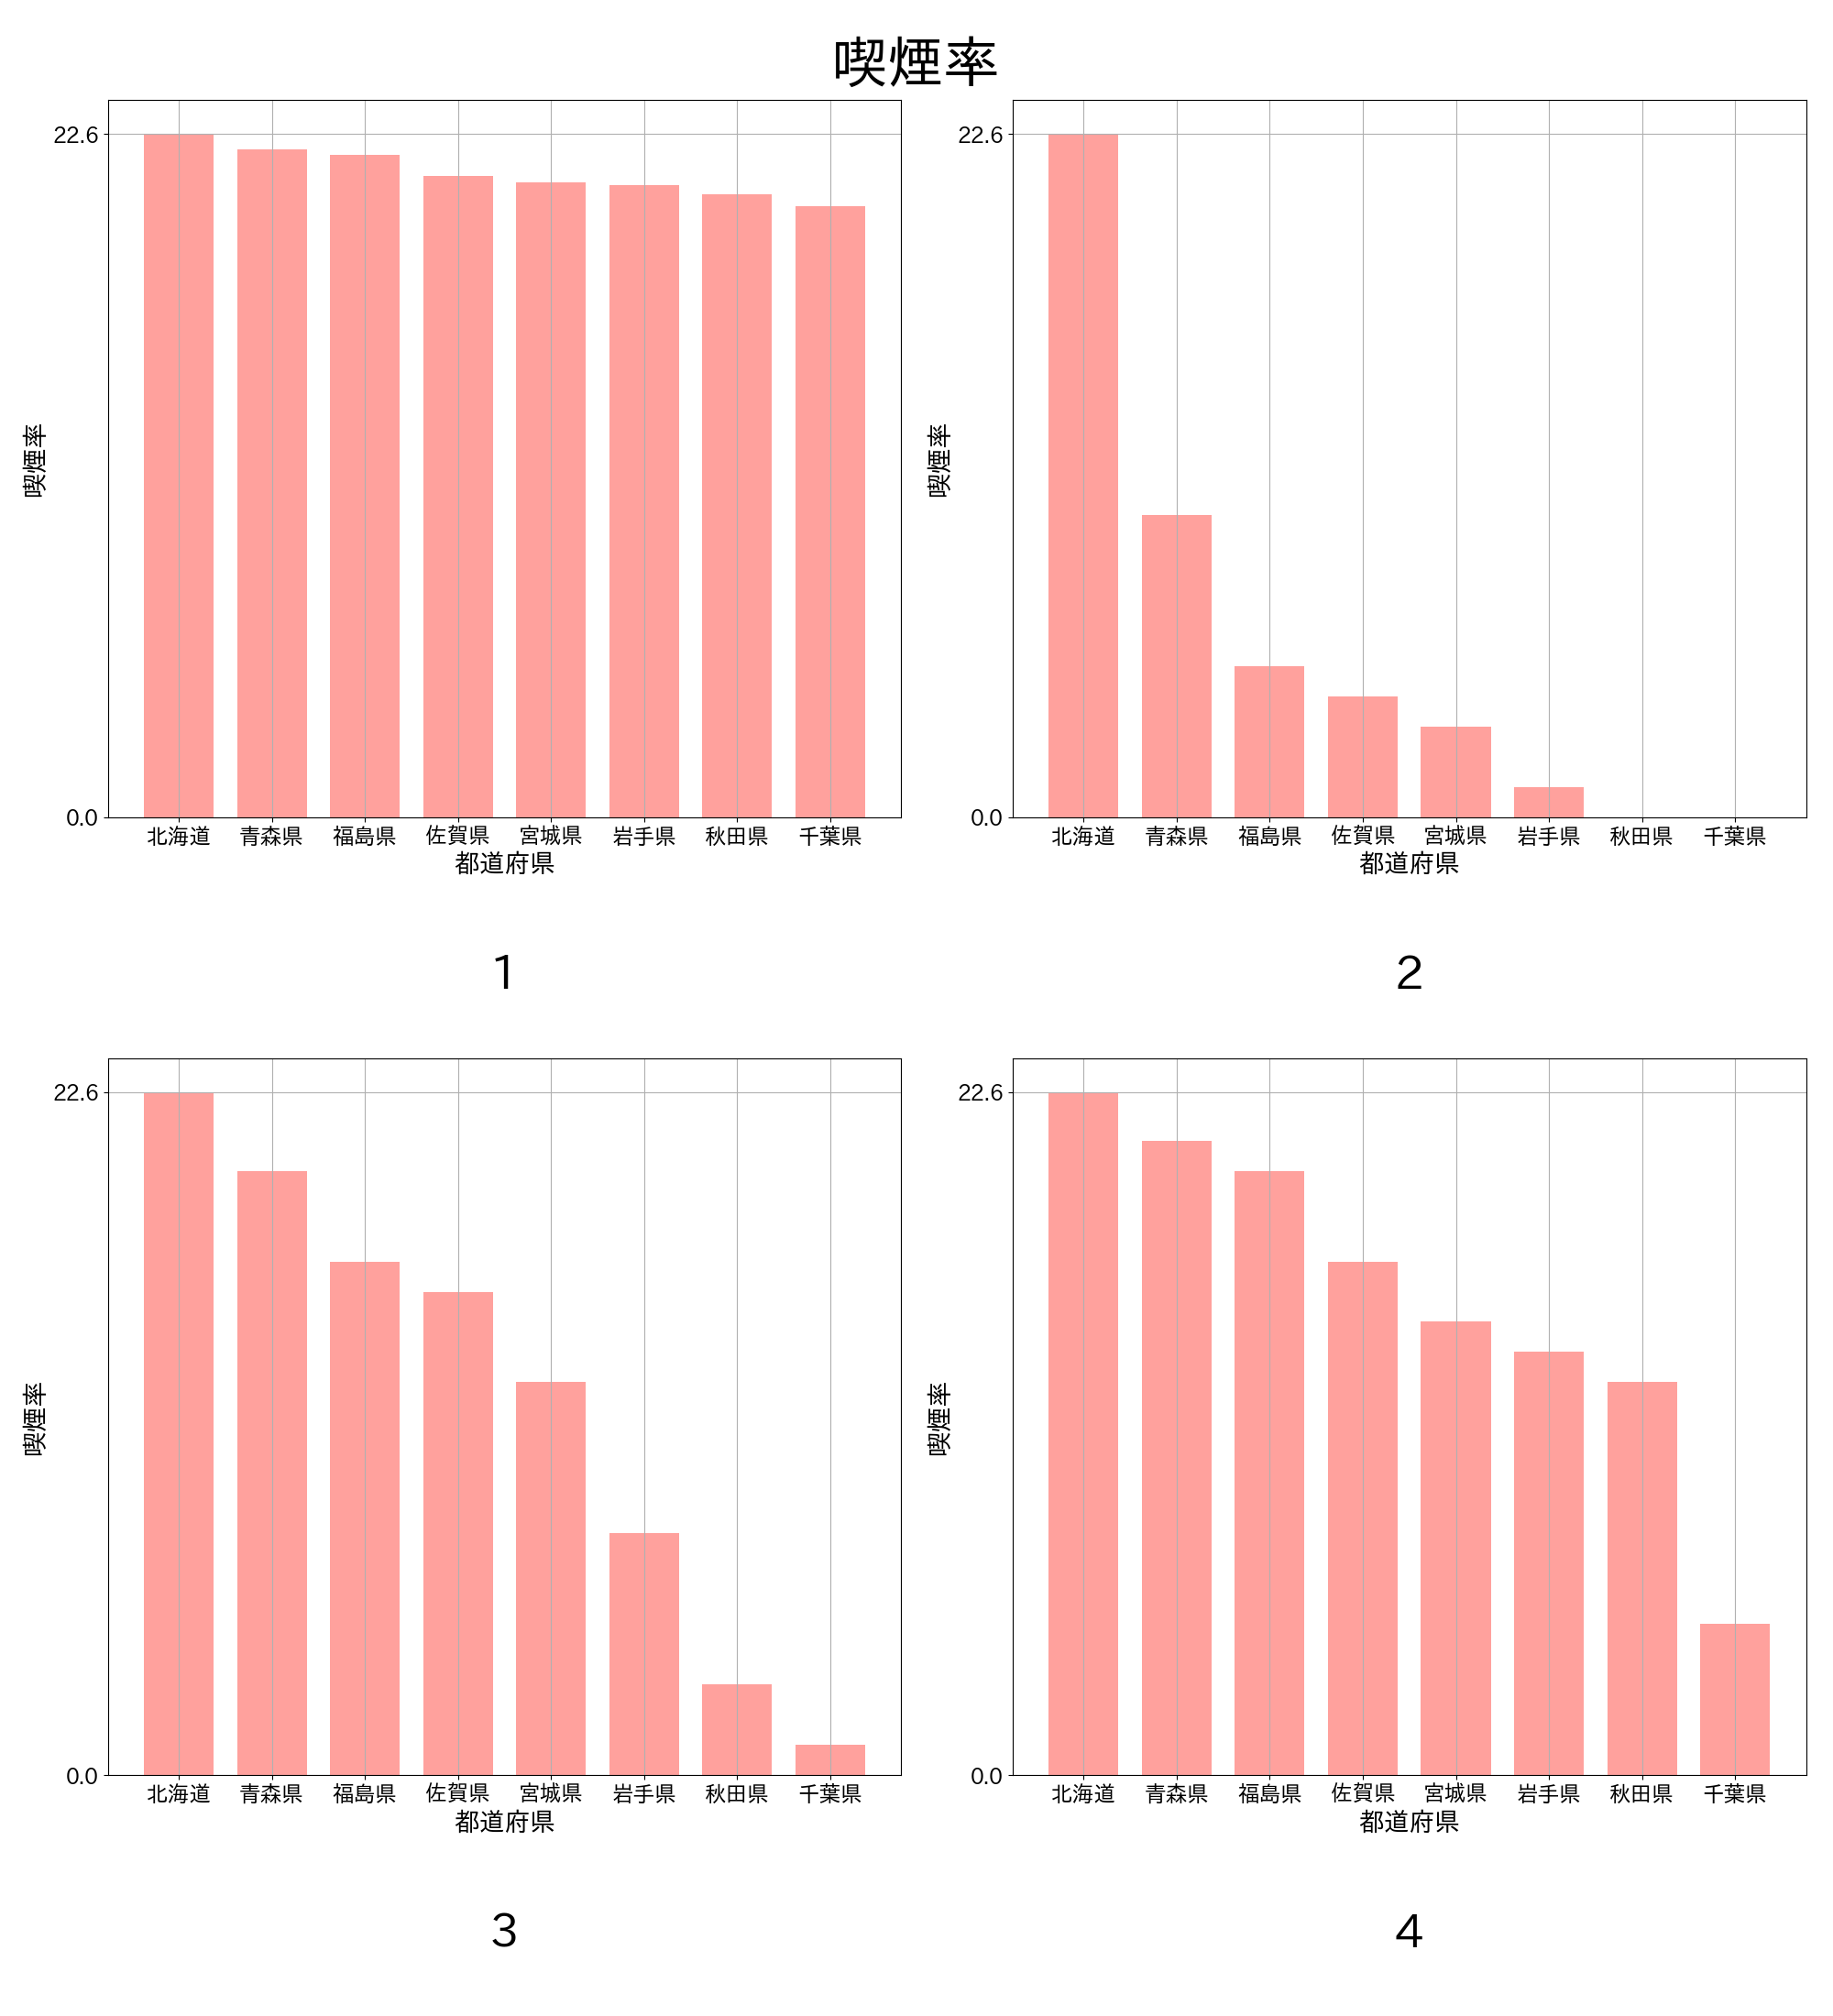 喫煙率
22.6
0.0
喫煙率
北海道 青森県 福島県 佐賀県 宮城県 岩手県 秋田県 千葉県
都道府県
1
22.6
0.0
喫煙率
北海道 青森県 福島県 佐賀県 宮城県 岩手県 秋田県 千葉県
都道府県
2
22.6
0.0
喫煙率
北海道 青森県 福島県 佐賀県 宮城県 岩手県 秋田県 千葉県
都道府県
3
22.6
0.0
喫煙率
北海道 青森県 福島県 佐賀県 宮城県 岩手県 秋田県 千葉県
都道府県
4